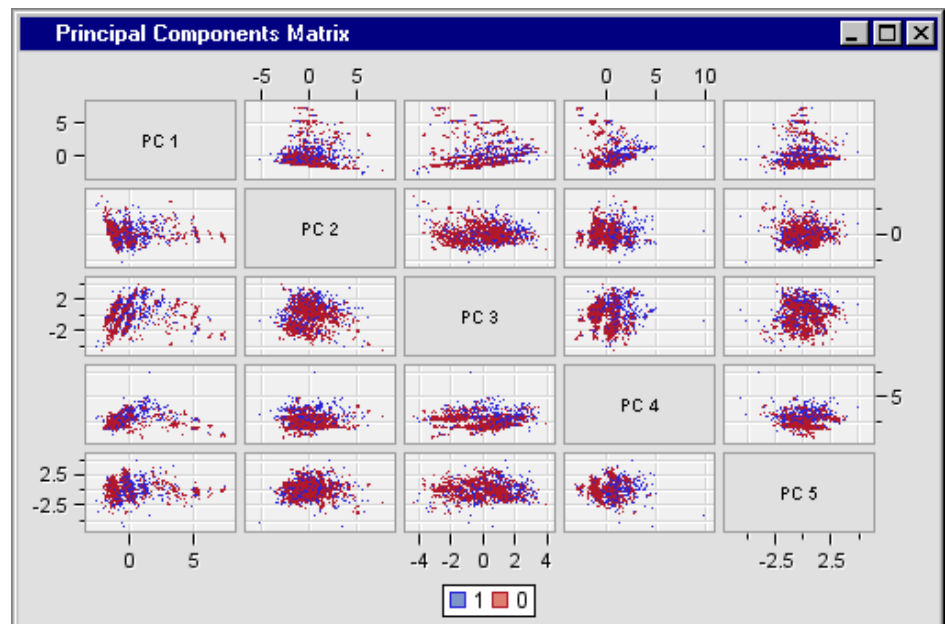 Principal Components Matrix
-5 0 5 0 5 10
5
0
PC 1
PC 2
0
2
-2
PC 3
PC 4
5
2.5
-2.5
PC 5
0 5 -4 -2 0 2 4 -2.5 2.5
1 0